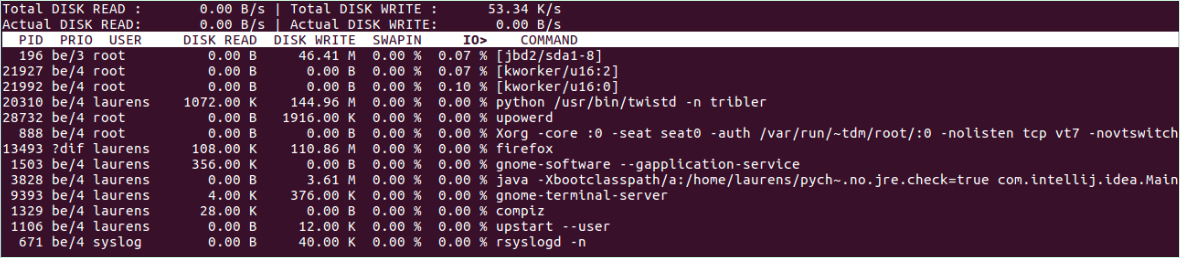 Total DISK READ :       0.00 B/s | Total DISK WRITE :      53.34 K/s
Actual DISK READ:       0.00 B/s | Actual DISK WRITE:       0.00 B/s
  PID  PRIO  USER     DISK READ  DISK WRITE  SWAPIN     IO>    COMMAND
  196 be/3 root        0.00 B     46.41 M  0.00 %  0.07 % [jbd2/sda1-8]
21927 be/4 root        0.00 B      0.00 B  0.00 %  0.07 % [kworker/u16:2]
21992 be/4 root        0.00 B      0.00 B  0.00 %  0.10 % [kworker/u16:0]
20310 be/4 laurens  1072.00 K    144.96 M  0.00 %  0.00 % python /usr/bin/twistd -n tribler
28732 be/4 root        0.00 B   1916.00 K  0.00 %  0.00 % upowerd
  888 be/4 root        0.00 B      0.00 B  0.00 %  0.00 % Xorg -core :0 -seat seat0 -auth /var/run/~tdm/root/:0 -nolisten tcp vt7 -novtswitch
13493 ?dif laurens   108.00 K    110.86 M  0.00 %  0.00 % firefox
 1503 be/4 laurens   356.00 K      0.00 B  0.00 %  0.00 % gnome-software --gapplication-service
 3828 be/4 laurens     0.00 B      3.61 M  0.00 %  0.00 % java -Xbootclasspath/a:/home/laurens/pych~.no.jre.check=true com.intellij.idea.Main
 9393 be/4 laurens     4.00 K    376.00 K  0.00 %  0.00 % gnome-terminal-server
 1329 be/4 laurens    28.00 K      0.00 B  0.00 %  0.00 % compiz
 1106 be/4 laurens     0.00 B     12.00 K  0.00 %  0.00 % upstart --user
  671 be/4 syslog      0.00 B     40.00 K  0.00 %  0.00 % rsyslogd -n